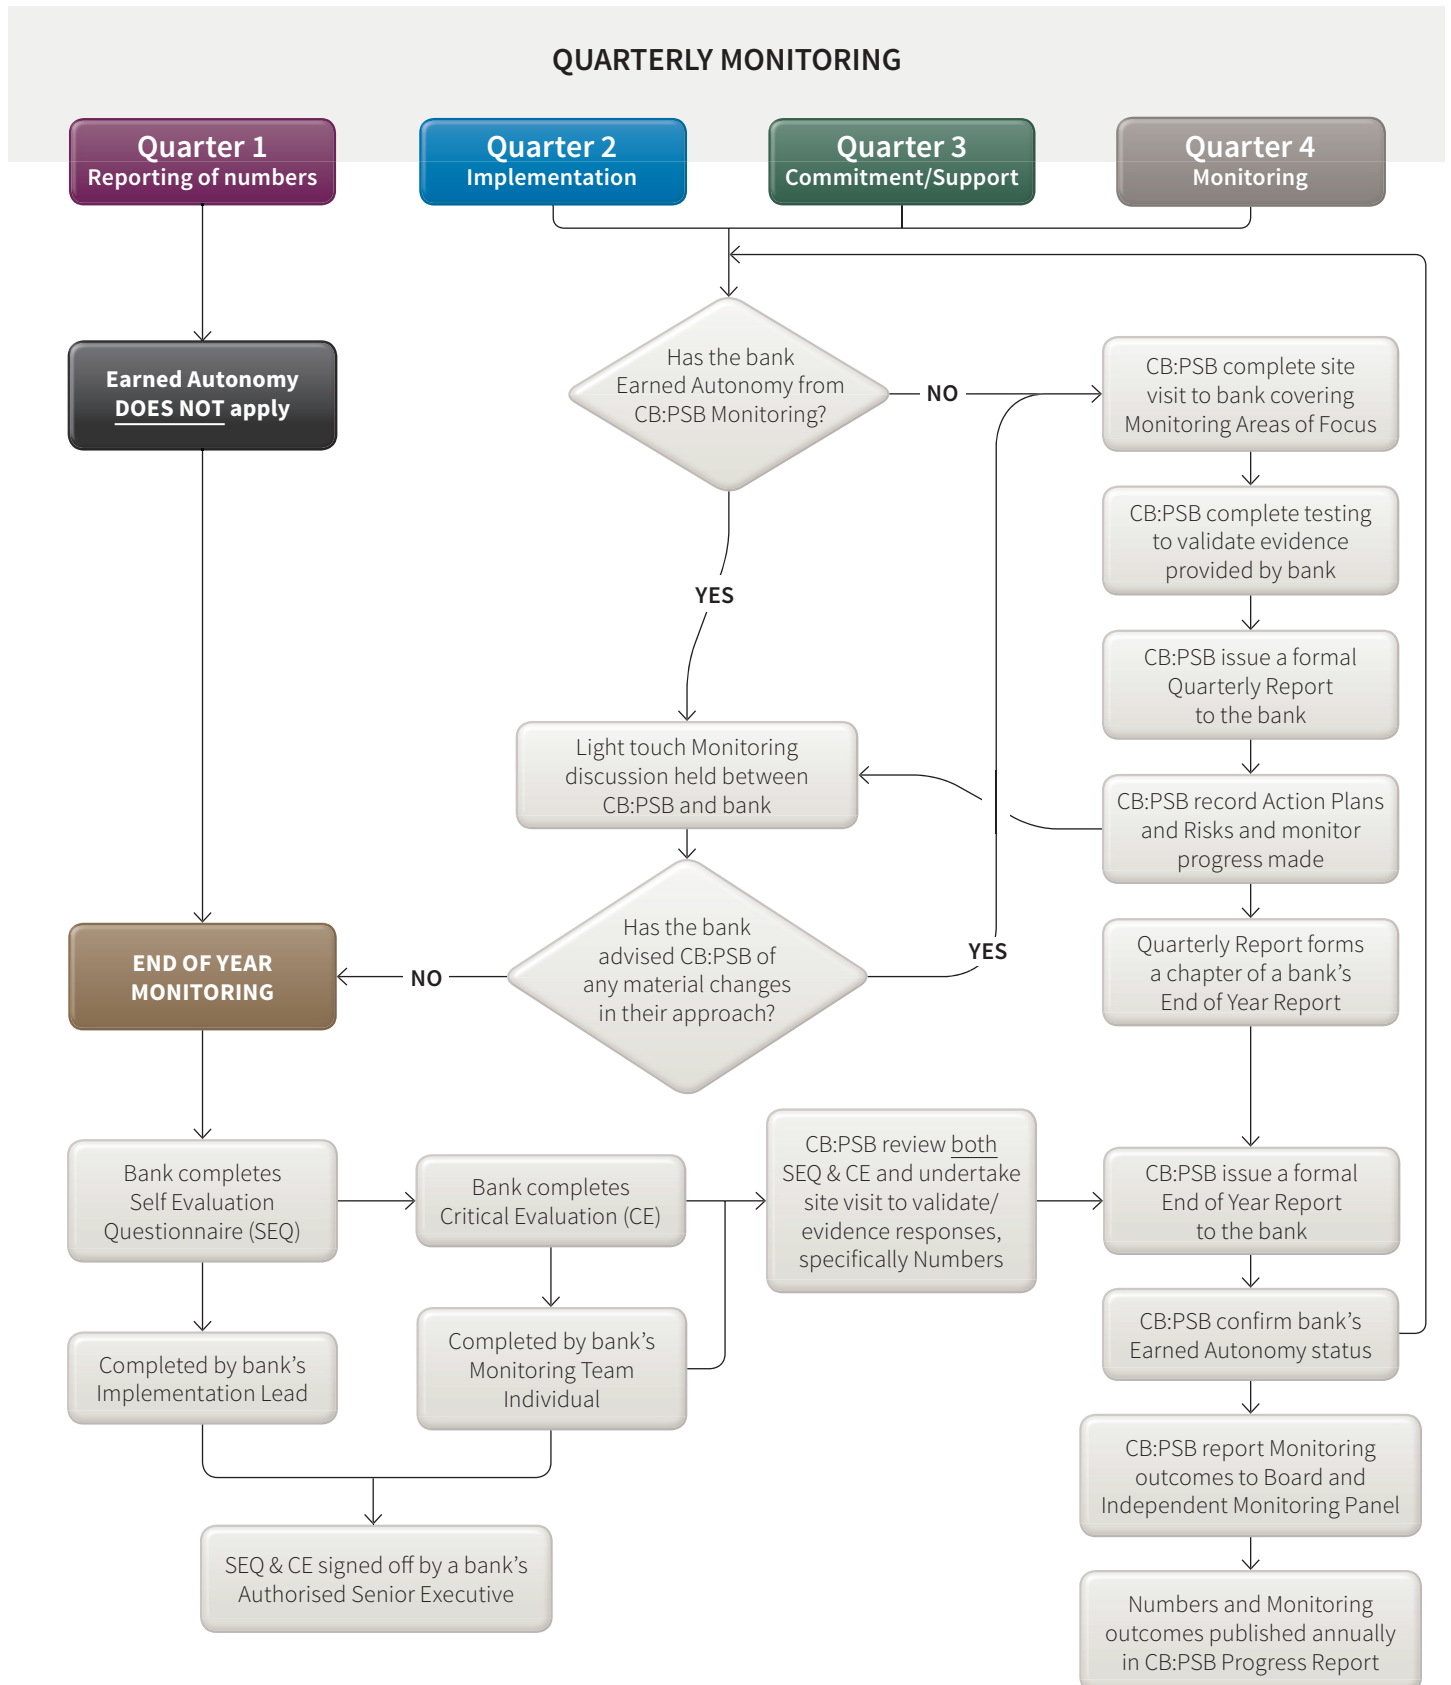 QUARTERLY MONITORING
Quarter 1
Reporting of numbers
Quarter 2
Implementation
Quarter 3
Commitment/Support
Quarter 4
Monitoring
Earned Autonomy
DOES NOT apply
Has the bank
Earned Autonomy from
CB:PSB Monitoring?
NO
YES
CB:PSB complete site
visit to bank covering
Monitoring Areas of Focus
CB:PSB complete testing
to validate evidence
provided by bank
CB:PSB issue a formal
Quarterly Report
to the bank
Light touch Monitoring
discussion held between
CB:PSB and bank
CB:PSB record Action Plans
and Risks and monitor
progress made
Has the bank
advised CB:PSB of
any material changes
in their approach?
YES
NO
Quarterly Report forms
a chapter of a bank's
End of Year Report
END OF YEAR
MONITORING
Bank completes
Self Evaluation
Questionnaire (SEQ)
Bank completes
Critical Evaluation (CE)
CB:PSB review both
SEQ & CE and undertake
site visit to validate/
evidence responses,
specifically Numbers
CB:PSB issue a formal
End of Year Report
to the bank
Completed by bank's
Implementation Lead
Completed by bank's
Monitoring Team
Individual
CB:PSB confirm bank's
Earned Autonomy status
SEQ & CE signed off by a bank's
Authorised Senior Executive
CB:PSB report Monitoring
outcomes to Board and
Independent Monitoring Panel
Numbers and Monitoring
outcomes published annually
in CB:PSB Progress Report